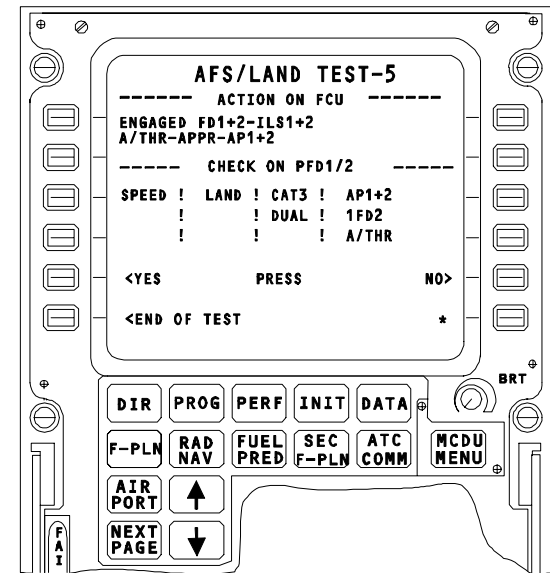 AFS/LAND TEST-5
------ ACTION ON FCU ------
ENGAGED FD1+2-ILS1+2
A/THR-APPR-AP1+2
----- CHECK ON PFD1/2 -----
SPEED ! LAND ! CAT3 ! AP1+2
! ! DUAL ! 1FD2
! ! ! A/THR
<YES PRESS NO>
<END OF TEST *
BRT
DIR PROG PERF INIT DATA
F-PLN RAD NAV FUEL PRED SEC F-PLN ATC COMM MCDU MENU
AIR PORT ↑
NEXT PAGE ↓
FAI